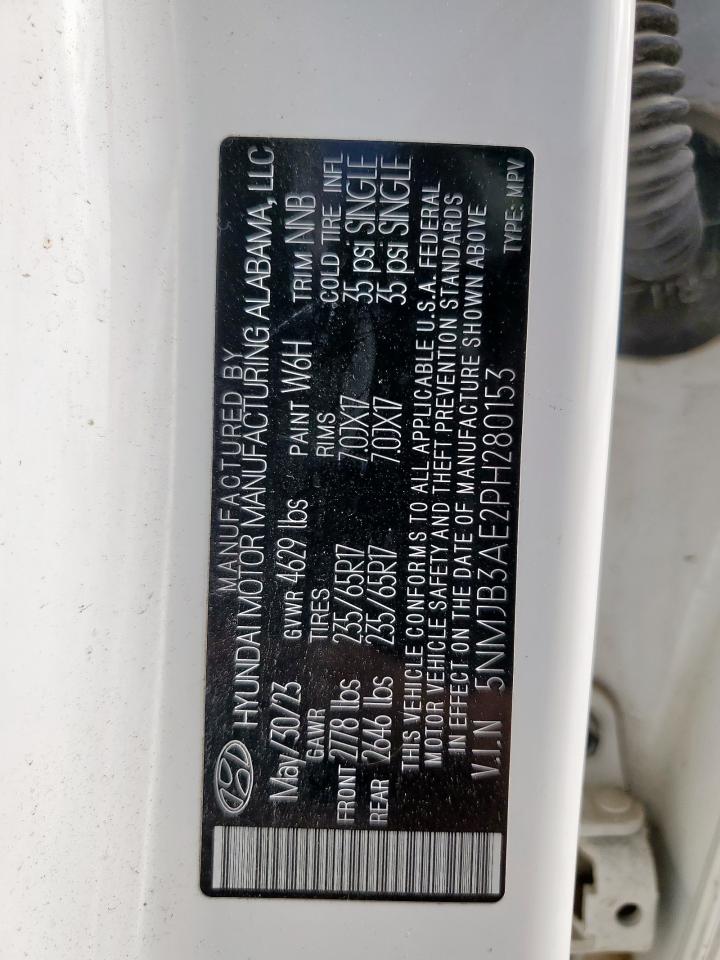 MANUFACTURED BY
HYUNDAI MOTOR MANUFACTURING ALABAMA, LLC
May/30/23 GVWR 4629 lbs PAINT W6H TRIM NNB
GAWR TIRES RIMS COLD TIRE INFL
FRONT 2778 lbs 235/65R17 7.0JX17 35 psi SINGLE
REAR 2646 lbs 235/65R17 7.0JX17 35 psi SINGLE
THIS VEHICLE CONFORMS TO ALL APPLICABLE U.S.A. FEDERAL
MOTOR VEHICLE SAFETY AND THEFT PREVENTION STANDARDS
IN EFFECT ON THE DATE OF MANUFACTURE SHOWN ABOVE
V.I.N 5NMJB3AE2PH280153 TYPE: MPV